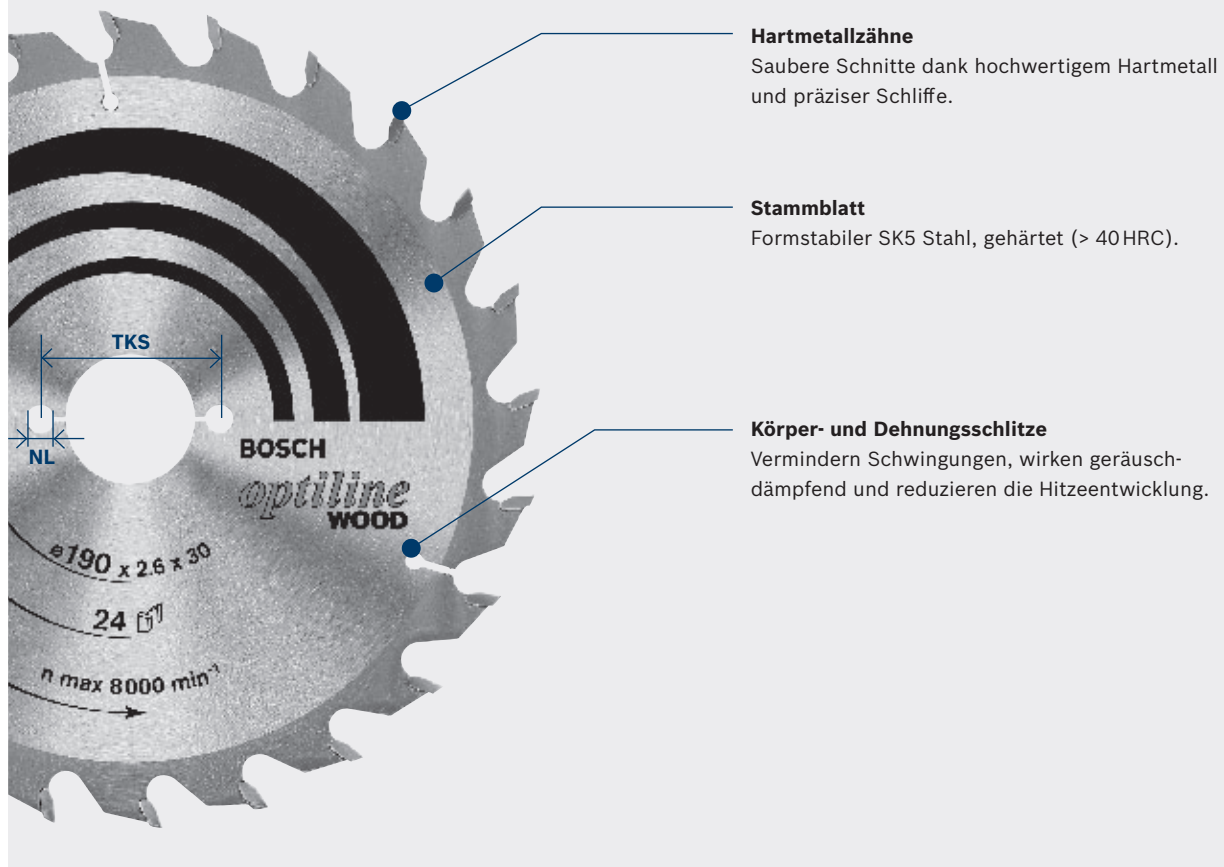 Hartmetallzähne
Saubere Schnitte dank hochwertigem Hartmetall
und präziser Schliffe.
Stammblatt
Formstabiler SK5 Stahl, gehärtet (> 40 HRC).
TKS
NL
Körper- und Dehnungsschlitze
Vermindern Schwingungen, wirken geräusch-
dämpfend und reduzieren die Hitzeentwicklung.
BOSCH
optiline
WOOD
ø190 x 2.6 x 30
24
n max 8000 min⁻¹